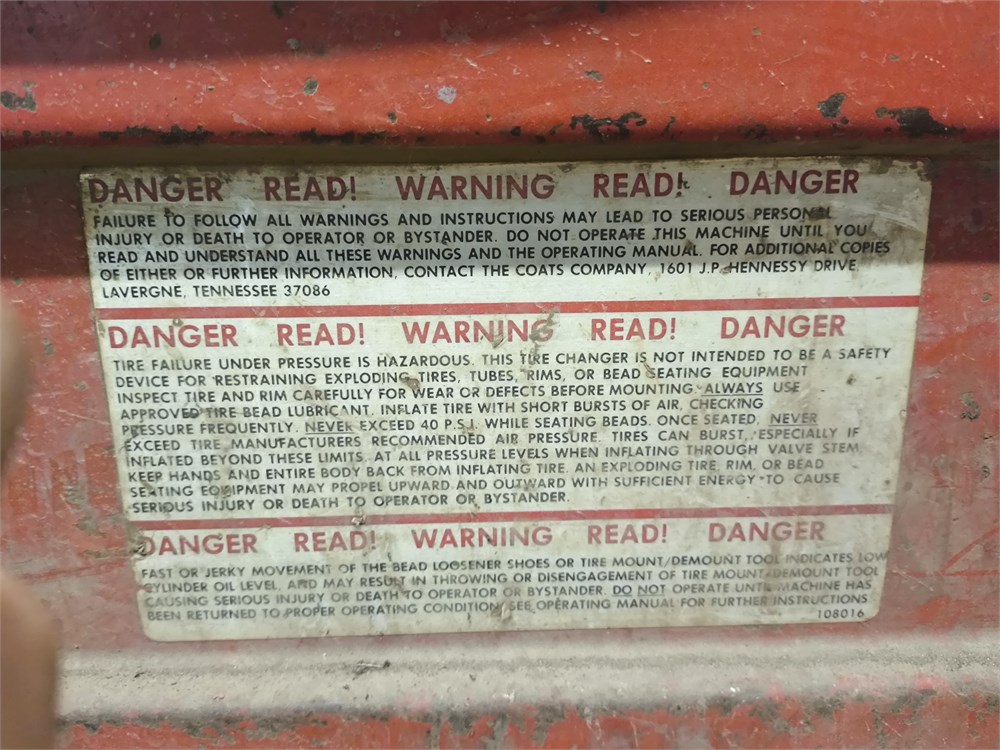 DANGER READ! WARNING READ! DANGER
FAILURE TO FOLLOW ALL WARNINGS AND INSTRUCTIONS MAY LEAD TO SERIOUS PERSONAL
INJURY OR DEATH TO OPERATOR OR BYSTANDER. DO NOT OPERATE THIS MACHINE UNTIL YOU
READ AND UNDERSTAND ALL THESE WARNINGS AND THE OPERATING MANUAL. FOR ADDITIONAL COPIES
OF EITHER OR FURTHER INFORMATION, CONTACT THE COATS COMPANY, 1601 J.P. HENNESSY DRIVE,
LAVERGNE, TENNESSEE 37086
DANGER READ! WARNING READ! DANGER
TIRE FAILURE UNDER PRESSURE IS HAZARDOUS. THIS TIRE CHANGER IS NOT INTENDED TO BE A SAFETY
DEVICE FOR RESTRAINING EXPLODING TIRES, TUBES, RIMS, OR BEAD SEATING EQUIPMENT
INSPECT TIRE AND RIM CAREFULLY FOR WEAR OR DEFECTS BEFORE MOUNTING. ALWAYS USE
APPROVED TIRE BEAD LUBRICANT. INFLATE TIRE WITH SHORT BURSTS OF AIR, CHECKING
PRESSURE FREQUENTLY. NEVER EXCEED 40 P.S.I. WHILE SEATING BEADS. ONCE SEATED, NEVER
EXCEED TIRE MANUFACTURERS RECOMMENDED AIR PRESSURE. TIRES CAN BURST, ESPECIALLY IF
INFLATED BEYOND THESE LIMITS. AT ALL PRESSURE LEVELS WHEN INFLATING THROUGH VALVE STEM
KEEP HANDS AND ENTIRE BODY BACK FROM INFLATING TIRE. AN EXPLODING TIRE, RIM, OR BEAD
SEATING EQUIPMENT MAY PROPEL UPWARD AND OUTWARD WITH SUFFICIENT ENERGY TO CAUSE
SERIOUS INJURY OR DEATH TO OPERATOR OR BYSTANDER.
DANGER READ! WARNING READ! DANGER
FAST OR JERKY MOVEMENT OF THE BEAD LOOSENER SHOES OR TIRE MOUNT/DEMOUNT TOOL INDICATES LOW
CYLINDER OIL LEVEL, AND MAY RESULT IN THROWING OR DISENGAGEMENT OF TIRE MOUNT/DEMOUNT TOOL
CAUSING SERIOUS INJURY OR DEATH TO OPERATOR OR BYSTANDER. DO NOT OPERATE UNTIL MACHINE HAS
BEEN RETURNED TO PROPER OPERATING CONDITION. SEE OPERATING MANUAL FOR FURTHER INSTRUCTIONS
108016